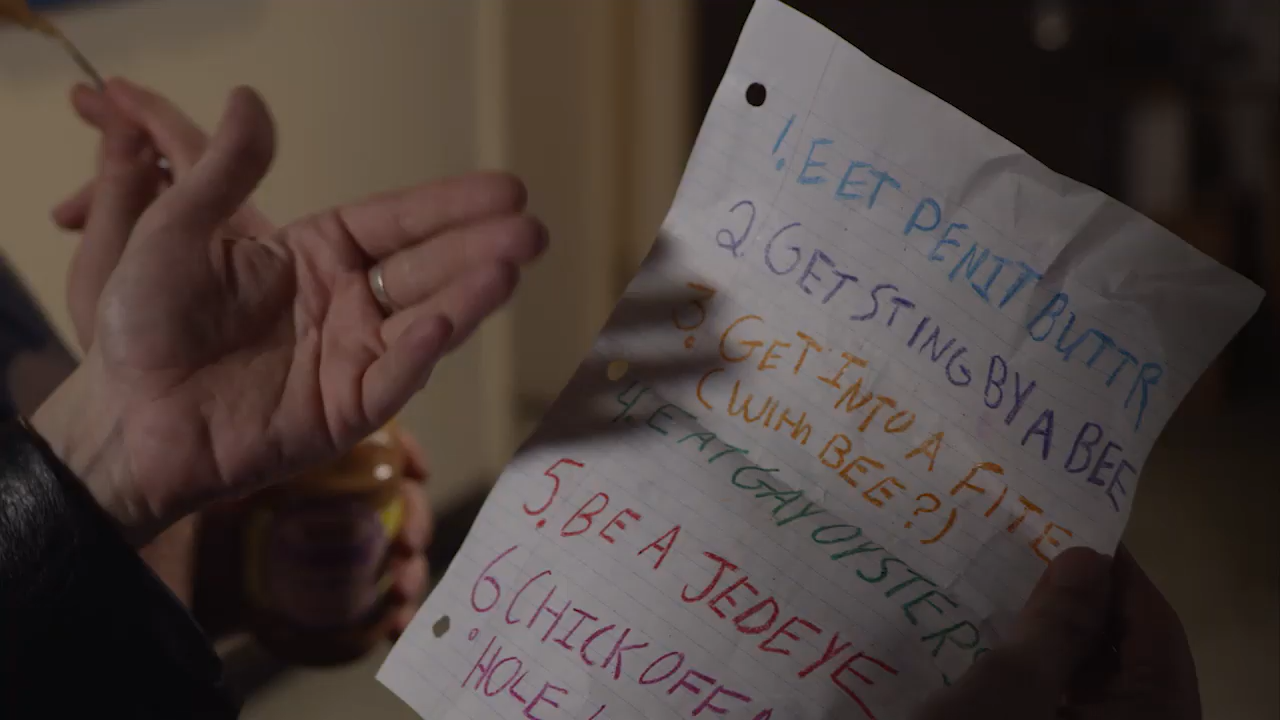 1. EET PENIT BUTTR
2. GET STING BY A BEE
3. GET INTO A FITE
(WIHh BEE?)
4. EAT GAY OYSTERS
5. BE A JEDEYE
6. CHICK OFF A
HOLE